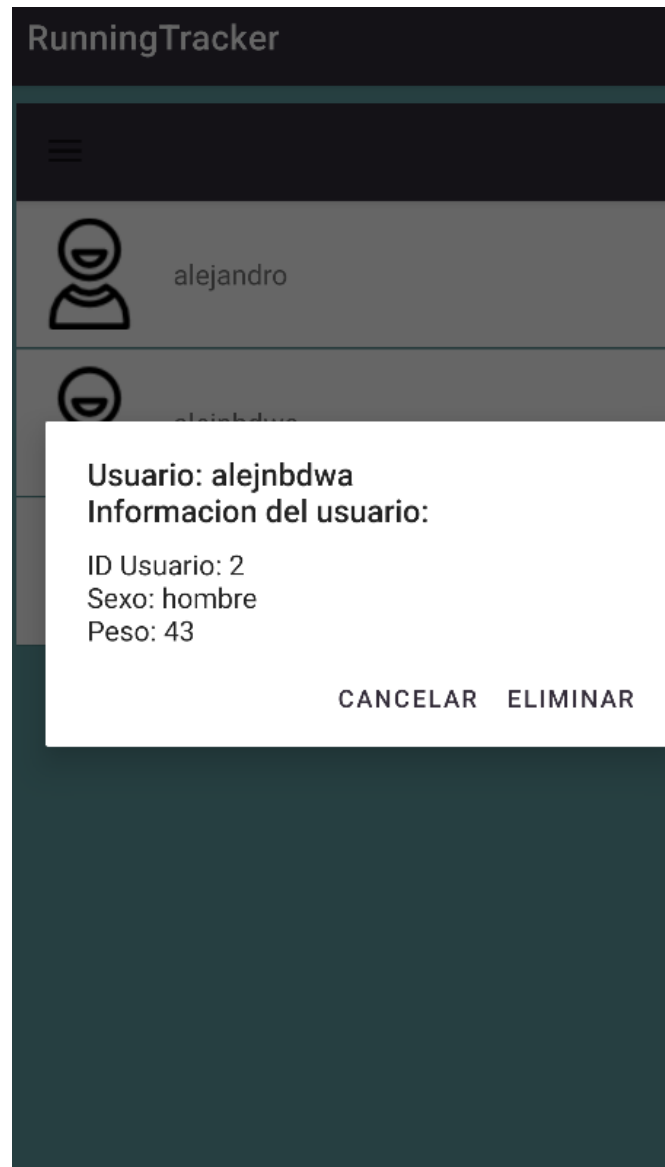 RunningTracker
alejandro
Usuario: alejnbdwa
Informacion del usuario:
ID Usuario: 2
Sexo: hombre
Peso: 43
CANCELAR ELIMINAR